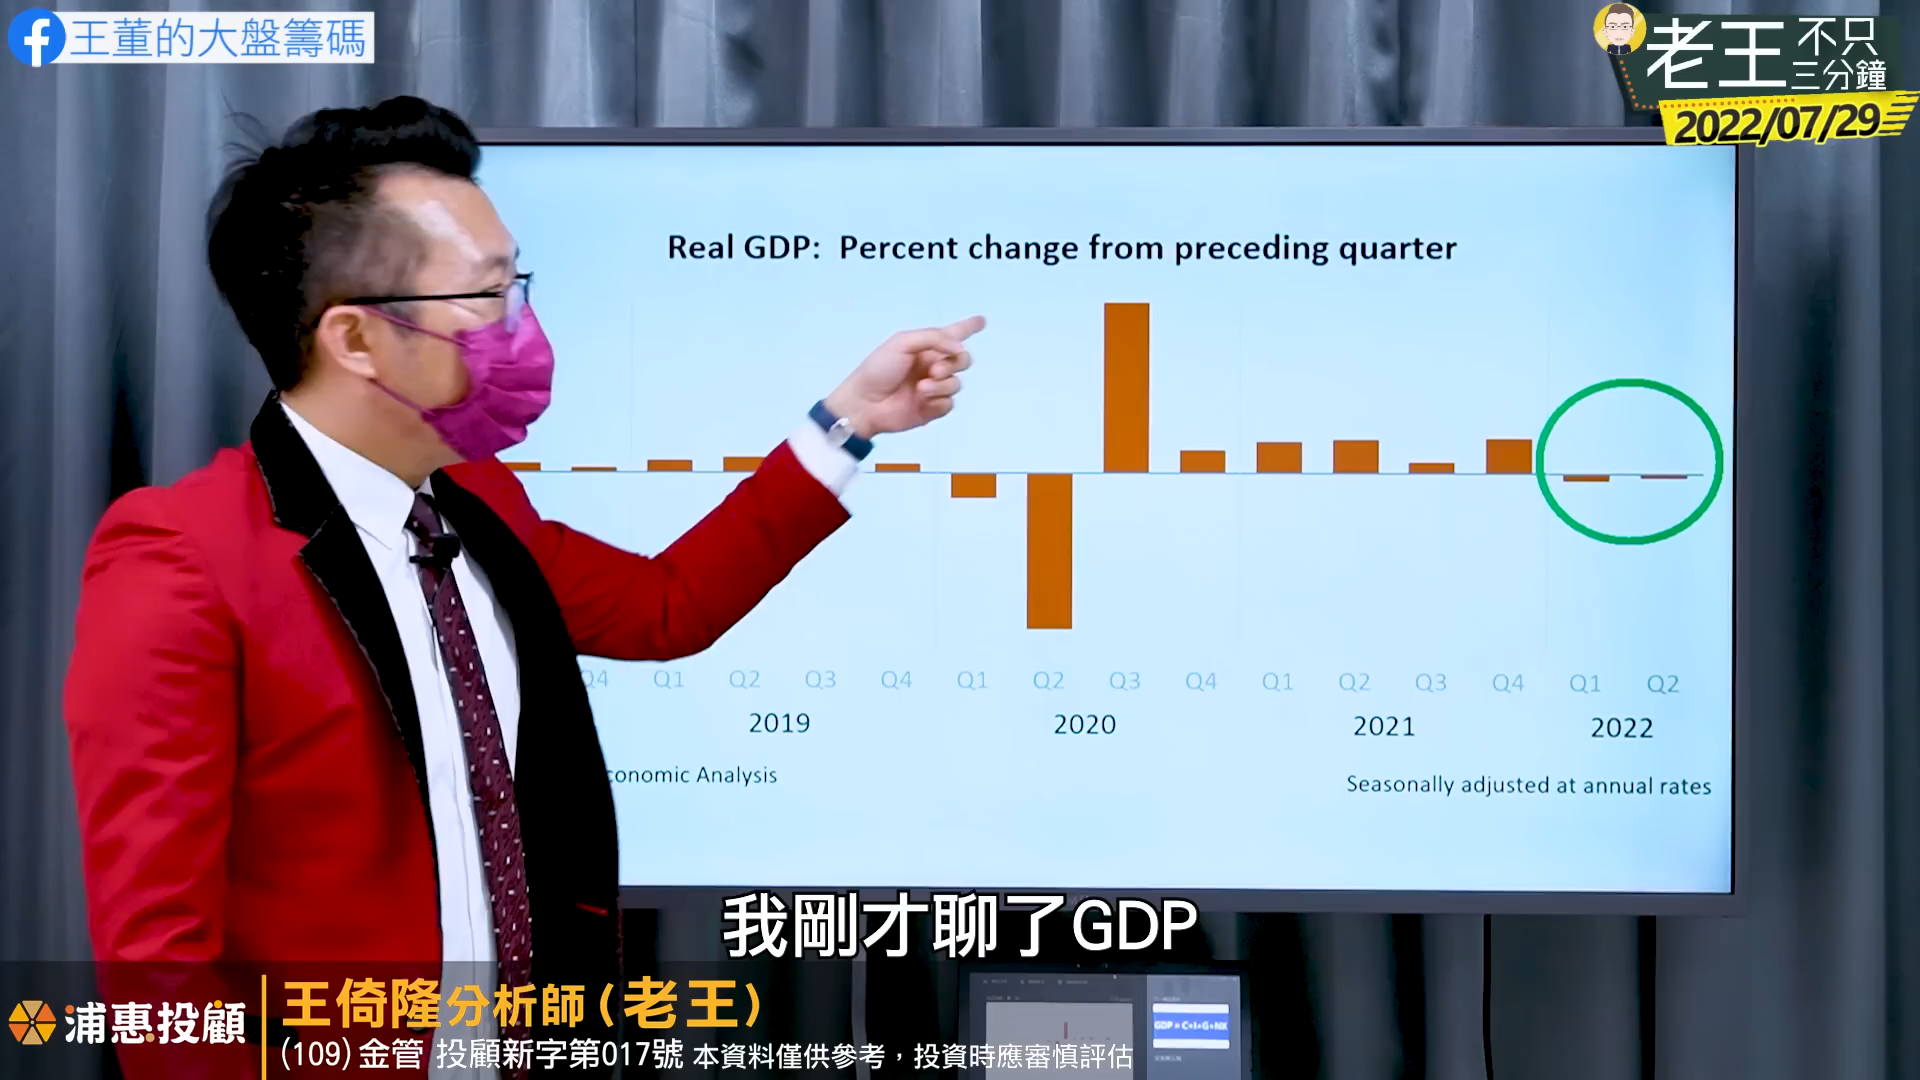 王董的大盤籌碼
老王不只三分鐘
2022/07/29
Real GDP: Percent change from preceding quarter
Q4 Q1 Q2 Q3 Q4 Q1 Q2 Q3 Q4 Q1 Q2 Q3 Q4 Q1 Q2
2019 2020 2021 2022
conomic Analysis
Seasonally adjusted at annual rates
我剛才聊了GDP
GDP = C+I+G+NX
浦惠投顧
王倚隆分析師(老王)
(109)金管 投顧新字第017號 本資料僅供參考，投資時應審慎評估